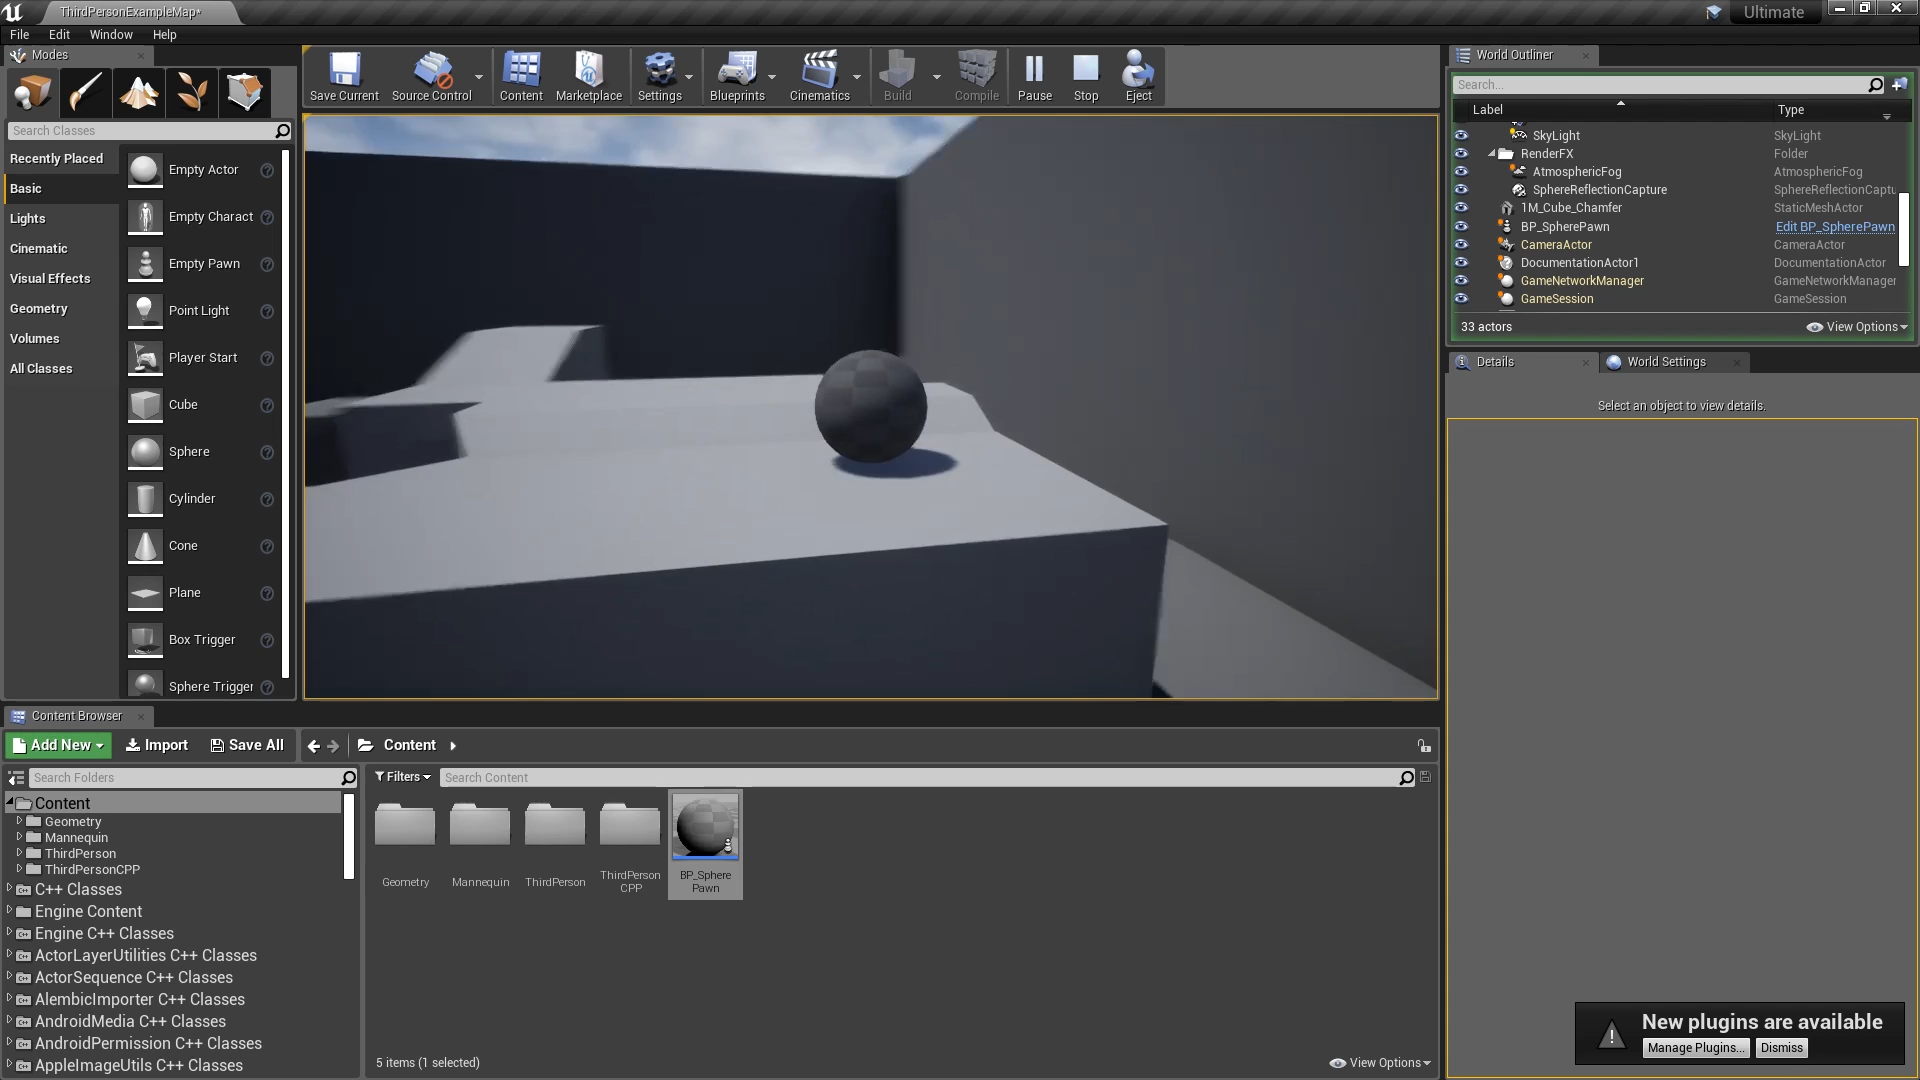 ThirdPersonExampleMap*
Ultimate
File Edit Window Help
Modes
Search Classes
Recently Placed
Basic
Lights
Cinematic
Visual Effects
Geometry
Volumes
All Classes
Empty Actor
Empty Charact
Empty Pawn
Point Light
Player Start
Cube
Sphere
Cylinder
Cone
Plane
Box Trigger
Sphere Trigger
Save Current
Source Control
Content
Marketplace
Settings
Blueprints
Cinematics
Build
Compile
Pause
Stop
Eject
World Outliner
Search...
Label Type
SkyLight SkyLight
RenderFX Folder
AtmosphericFog AtmosphericFog
SphereReflectionCapture SphereReflectionCaptu
1M_Cube_Chamfer StaticMeshActor
BP_SpherePawn Edit BP_SpherePawn
CameraActor CameraActor
DocumentationActor1 DocumentationActor
GameNetworkManager GameNetworkManager
GameSession GameSession
33 actors
View Options
Details
World Settings
Select an object to view details.
Content Browser
Add New
Import
Save All
Content
Search Folders
Filters
Search Content
Content
Geometry
Mannequin
ThirdPerson
ThirdPersonCPP
C++ Classes
Engine Content
Engine C++ Classes
ActorLayerUtilities C++ Classes
ActorSequence C++ Classes
AlembicImporter C++ Classes
AndroidMedia C++ Classes
AndroidPermission C++ Classes
AppleImageUtils C++ Classes
Geometry
Mannequin
ThirdPerson
ThirdPerson
CPP
BP_Sphere
Pawn
5 items (1 selected)
View Options
New plugins are available
Manage Plugins...
Dismiss